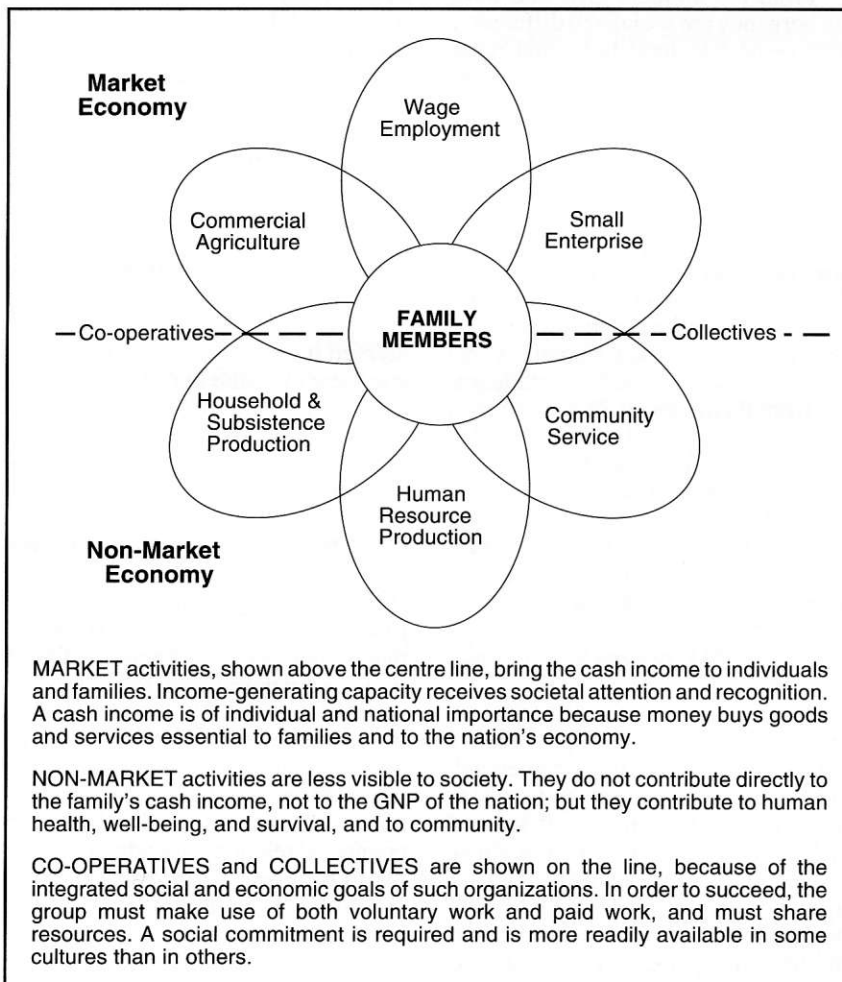 Market
Economy
Wage
Employment
Commercial
Agriculture
Small
Enterprise
Co-operatives
FAMILY
MEMBERS
Collectives
Household &
Subsistence
Production
Community
Service
Human
Resource
Production
Non-Market
Economy
MARKET activities, shown above the centre line, bring the cash income to individuals
and families. Income-generating capacity receives societal attention and recognition.
A cash income is of individual and national importance because money buys goods
and services essential to families and to the nation's economy.
NON-MARKET activities are less visible to society. They do not contribute directly to
the family's cash income, not to the GNP of the nation; but they contribute to human
health, well-being, and survival, and to community.
CO-OPERATIVES and COLLECTIVES are shown on the line, because of the
integrated social and economic goals of such organizations. In order to succeed, the
group must make use of both voluntary work and paid work, and must share
resources. A social commitment is required and is more readily available in some
cultures than in others.